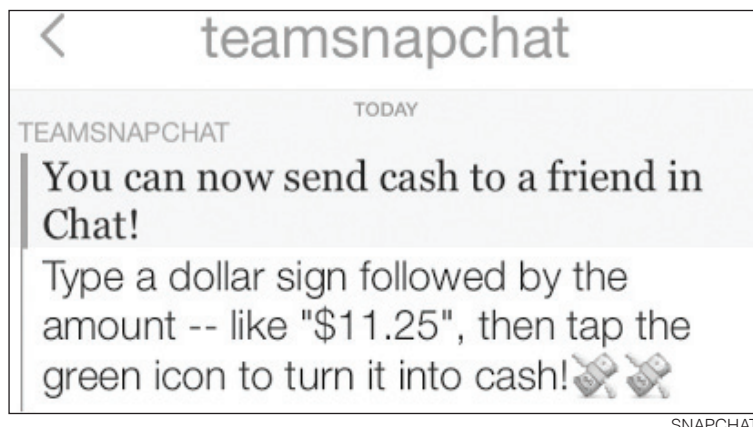 teamsnapchat
TODAY
TEAMSNAPCHAT
You can now send cash to a friend in
Chat!
Type a dollar sign followed by the
amount -- like "$11.25", then tap the
green icon to turn it into cash!💸💸
SNAPCHAT